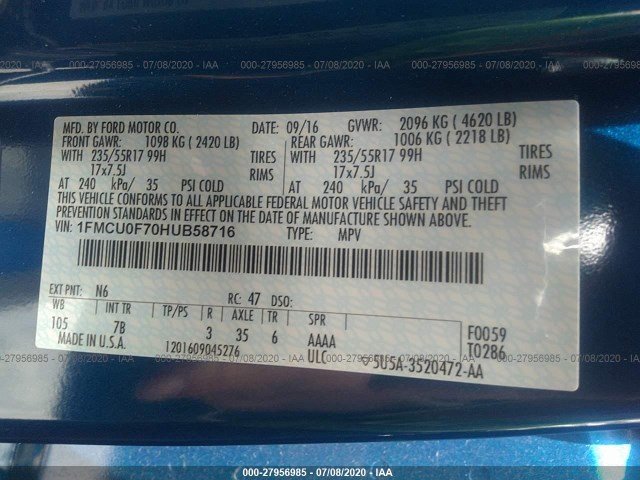 000-27956985 - 07/08/2020 - IAA
MFD. BY FORD MOTOR CO. DATE: 09/16 GVWR: 2096 KG ( 4620 LB)
FRONT GAWR: 1098 KG ( 2420 LB) REAR GAWR: 1006 KG ( 2218 LB)
WITH 235/55R17 99H TIRES WITH 235/55R17 99H TIRES
17x7.5J RIMS 17x7.5J RIMS
AT 240 kPa/ 35 PSI COLD AT 240 kPa/ 35 PSI COLD
THIS VEHICLE CONFORMS TO ALL APPLICABLE FEDERAL MOTOR VEHICLE SAFETY AND THEFT
PREVENTION STANDARDS IN EFFECT ON THE DATE OF MANUFACTURE SHOWN ABOVE.
VIN: 1FMCU0F70HUB58716 TYPE: MPV
EXT PNT: N6 RC: 47 DSO:
WB INT TR TP/PS R AXLE TR SPR
105 7B 3 35 6 AAAA F0059
MADE IN U.S.A. 1201609045276 ULC T0286
5U5A-3520472-AA
000-27956985 - 07/08/2020 - IAA
000-27956985 - 07/08/2020 - IAA